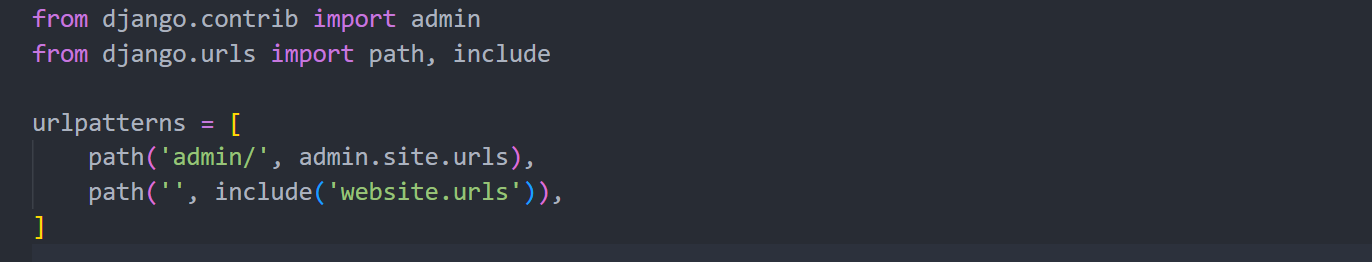 from django.contrib import admin
from django.urls import path, include
urlpatterns = [
    path('admin/', admin.site.urls),
    path('', include('website.urls')),
]